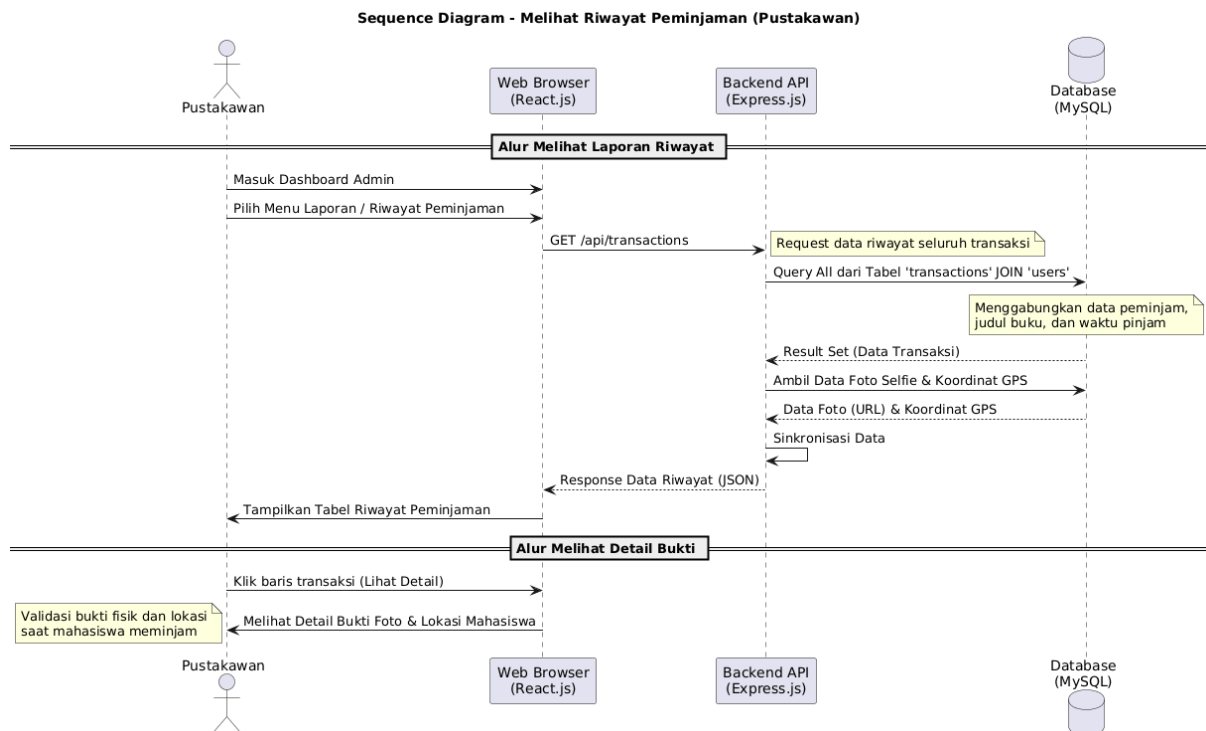 Sequence Diagram - Melihat Riwayat Peminjaman (Pustakawan)
Pustakawan
Web Browser
(React.js)
Backend API
(Express.js)
Database
(MySQL)
Alur Melihat Laporan Riwayat
Masuk Dashboard Admin
Pilih Menu Laporan / Riwayat Peminjaman
GET /api/transactions
Request data riwayat seluruh transaksi
Query All dari Tabel 'transactions' JOIN 'users'
Menggabungkan data peminjam,
judul buku, dan waktu pinjam
Result Set (Data Transaksi)
Ambil Data Foto Selfie & Koordinat GPS
Data Foto (URL) & Koordinat GPS
Sinkronisasi Data
Response Data Riwayat (JSON)
Tampilkan Tabel Riwayat Peminjaman
Alur Melihat Detail Bukti
Klik baris transaksi (Lihat Detail)
Validasi bukti fisik dan lokasi
saat mahasiswa meminjam
Melihat Detail Bukti Foto & Lokasi Mahasiswa
Pustakawan
Web Browser
(React.js)
Backend API
(Express.js)
Database
(MySQL)